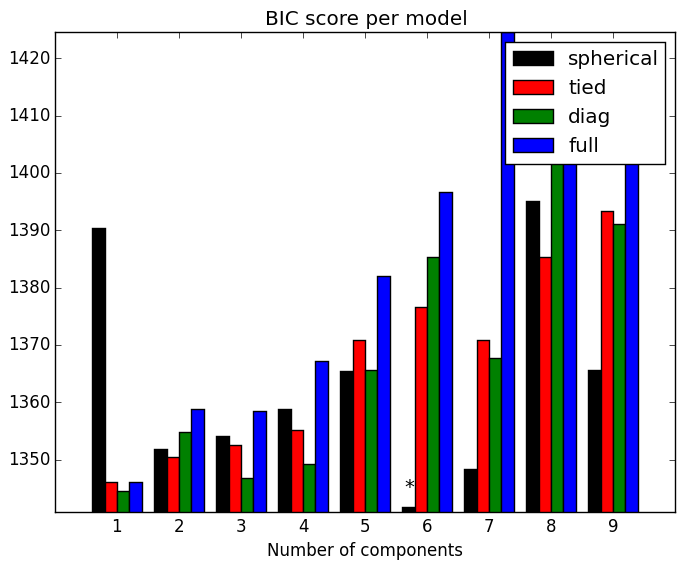 BIC score per model
1420
1410
1400
1390
1380
1370
1360
1350
spherical
tied
diag
full
*
1 2 3 4 5 6 7 8 9
Number of components